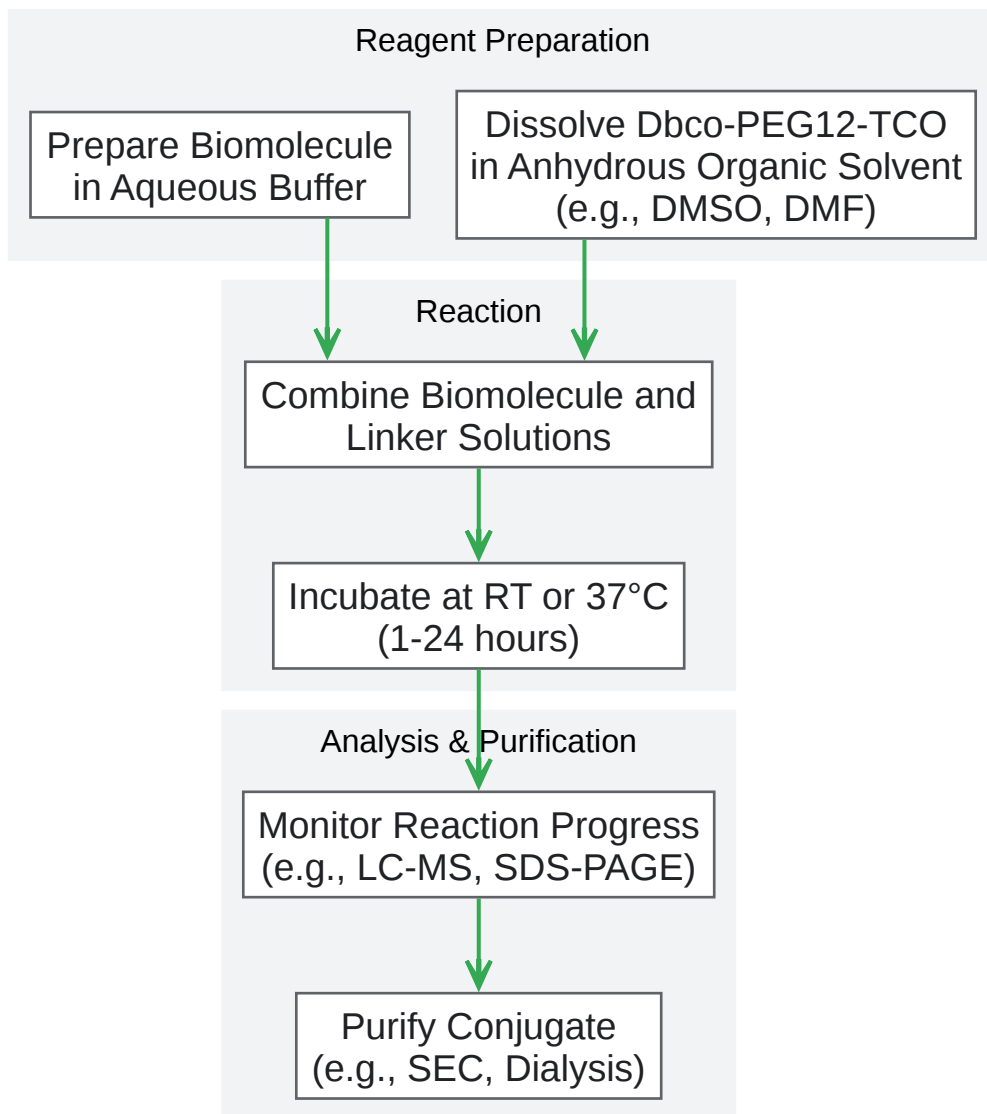 Reagent Preparation
Prepare Biomolecule
in Aqueous Buffer
Dissolve Dbco-PEG12-TCO
in Anhydrous Organic Solvent
(e.g., DMSO, DMF)
Reaction
Combine Biomolecule and
Linker Solutions
Incubate at RT or 37°C
(1-24 hours)
Analysis & Purification
Monitor Reaction Progress
(e.g., LC-MS, SDS-PAGE)
Purify Conjugate
(e.g., SEC, Dialysis)